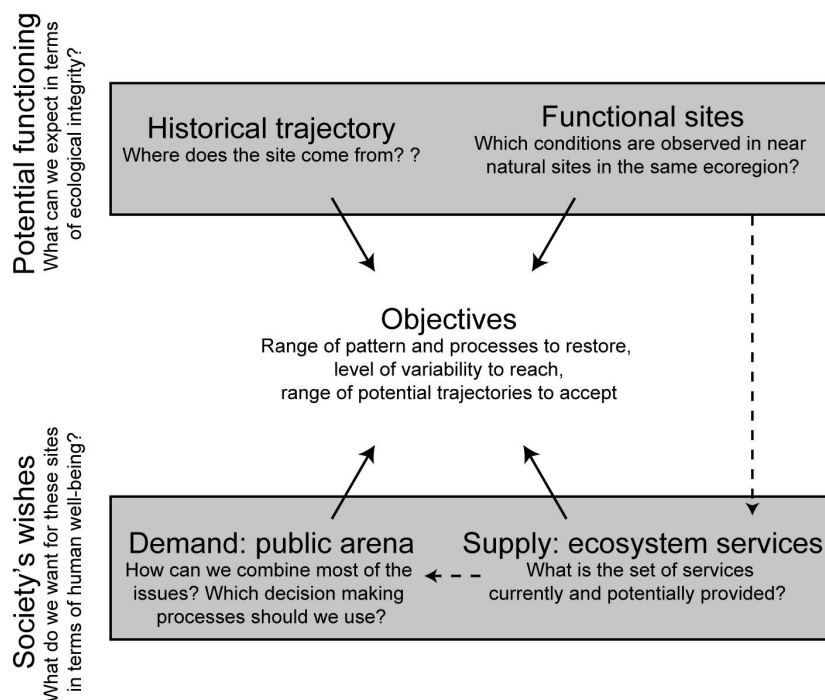 Potential functioning
What can we expect in terms
of ecological integrity?
Historical trajectory
Where does the site come from? ?
Functional sites
Which conditions are observed in near
natural sites in the same ecoregion?
Objectives
Range of pattern and processes to restore,
level of variability to reach,
range of potential trajectories to accept
Society's wishes
What do we want for these sites
in terms of human well-being?
Demand: public arena
How can we combine most of the
issues? Which decision making
processes should we use?
Supply: ecosystem services
What is the set of services
currently and potentially provided?